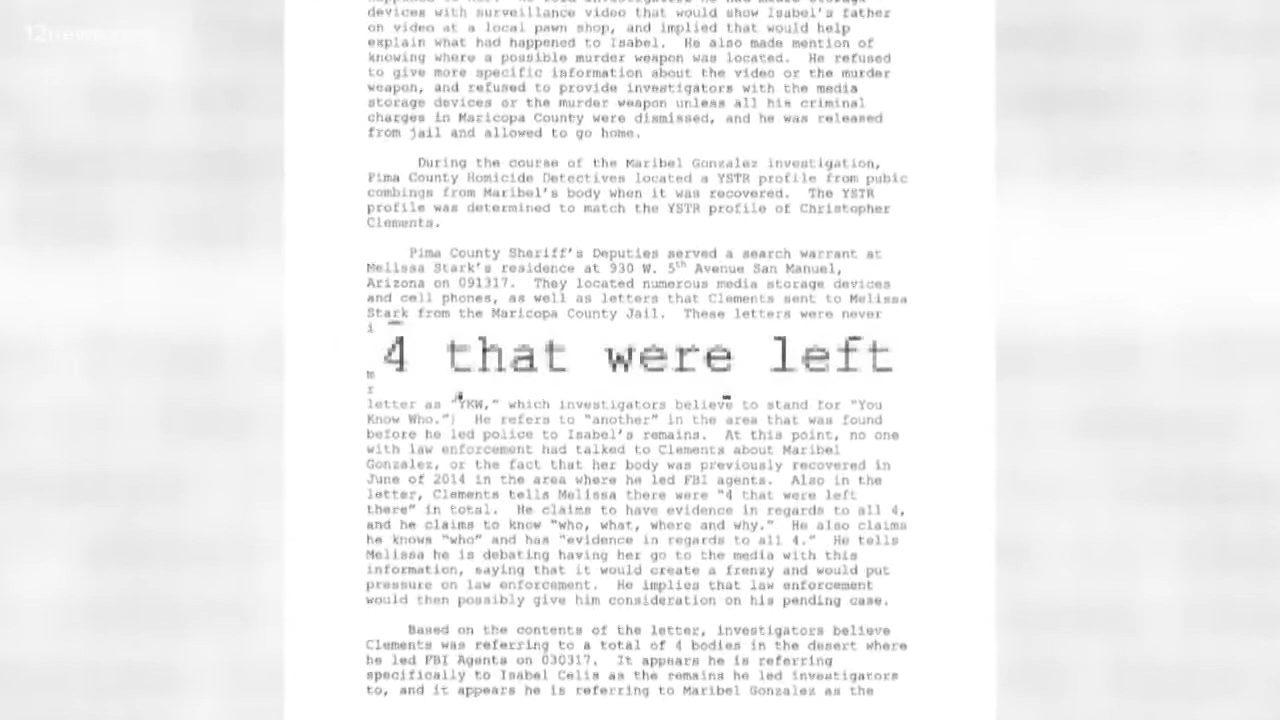 12news
devices with surveillance video that would show Isabel's father
on video at a local pawn shop, and implied that would help
explain what had happened to Isabel. He also made mention of
knowing where a possible murder weapon was located. He refused
to give more specific information about the video or the murder
weapon, and refused to provide investigators with the media
storage devices or the murder weapon unless all his criminal
charges in Maricopa County were dismissed, and he was released
from jail and allowed to go home.
During the course of the Maribel Gonzalez investigation,
Pima County Homicide Detectives located a YSTR profile from pubic
combings from Maribel's body when it was recovered. The YSTR
profile was determined to match the YSTR profile of Christopher
Clements.
Pima County Sheriff's Deputies served a search warrant at
Melissa Stark's residence at 930 W. 5th Avenue San Manuel,
Arizona on 091317. They located numerous media storage devices
and cell phones, as well as letters that Clements sent to Melissa
Stark from the Maricopa County Jail. These letters were never
i
4 that were left
m
r
letter as "YKW," which investigators believe to stand for "You
Know Who.") He refers to "another" in the area that was found
before he led police to Isabel's remains. At this point, no one
with law enforcement had talked to Clements about Maribel
Gonzalez, or the fact that her body was previously recovered in
June of 2014 in the area where he led FBI agents. Also in the
letter, Clements tells Melissa there were "4 that were left
there" in total. He claims to have evidence in regards to all 4,
and he claims to know "who, what, where and why." He also claims
he knows "who" and has "evidence in regards to all 4." He tells
Melissa he is debating having her go to the media with this
information, saying that it would create a frenzy and would put
pressure on law enforcement. He implies that law enforcement
would then possibly give him consideration on his pending case.
Based on the contents of the letter, investigators believe
Clements was referring to a total of 4 bodies in the desert where
he led FBI Agents on 030317. It appears he is referring
specifically to Isabel Celis as the remains he led investigators
to, and it appears he is referring to Maribel Gonzalez as the